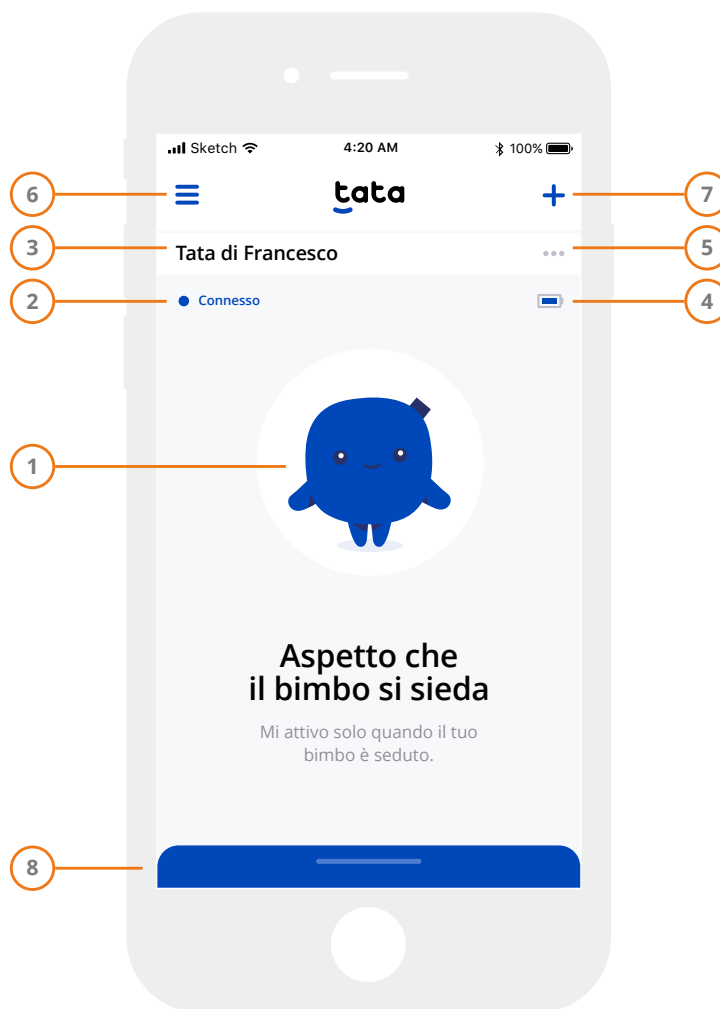 Sketch 4:20 AM 100%
6 tata 7
3 Tata di Francesco 5
2 Connesso 4
1
Aspetto che
il bimbo si sieda
Mi attivo solo quando il tuo
bimbo è seduto.
8